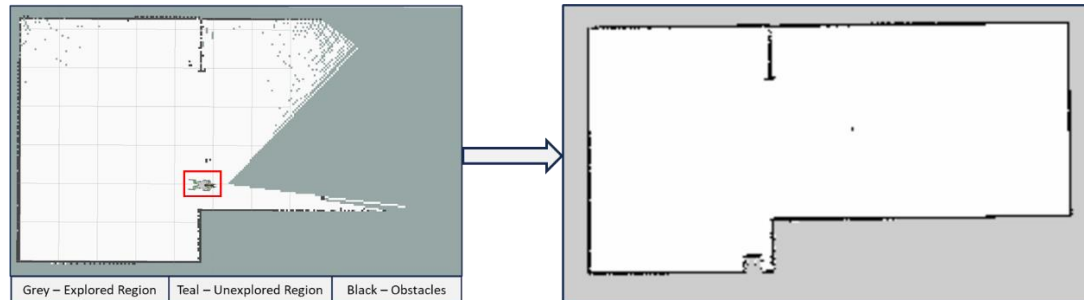 Grey – Explored Region
Teal – Unexplored Region
Black – Obstacles